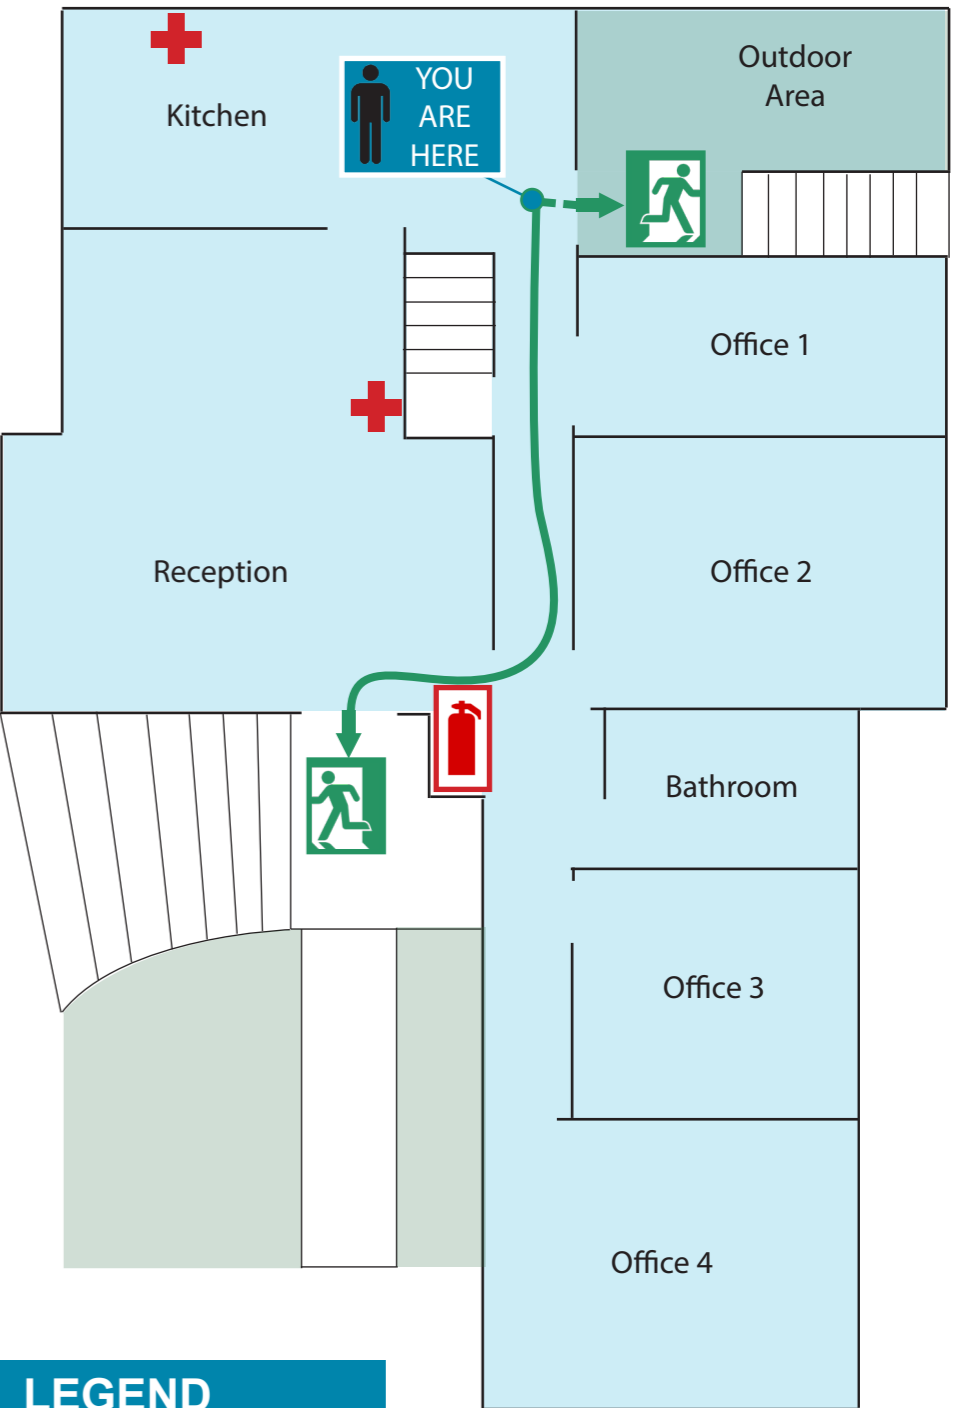 Outdoor
Area
YOU
ARE
HERE
Kitchen
Office 1
Reception
Office 2
Bathroom
Office 3
Office 4
LEGEND